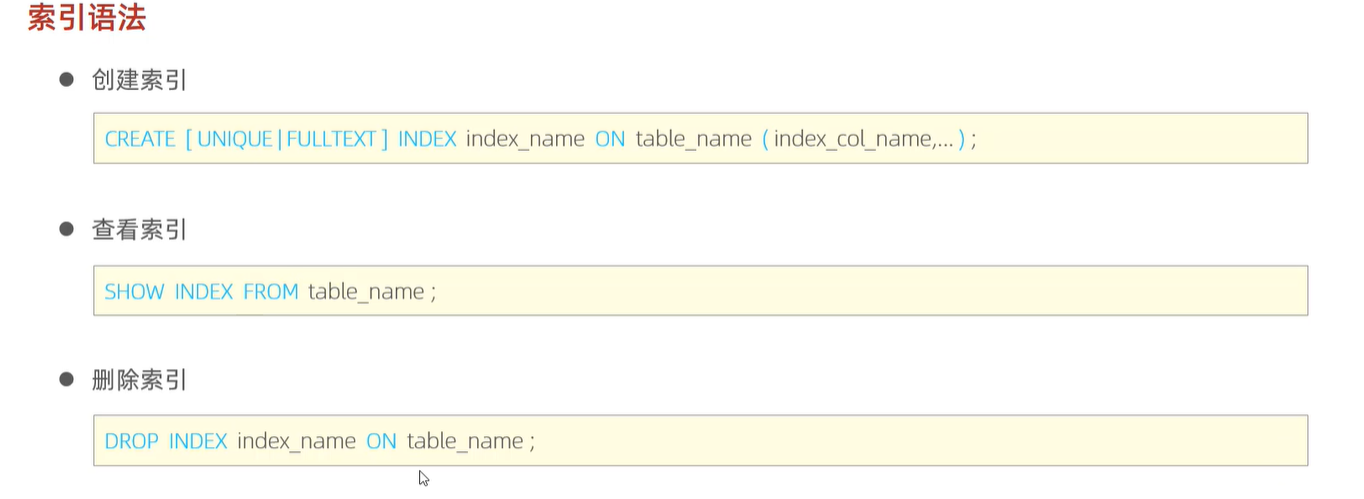 索引语法
● 创建索引
CREATE [ UNIQUE | FULLTEXT ] INDEX index_name ON table_name ( index_col_name,... ) ;
● 查看索引
SHOW INDEX FROM table_name ;
● 删除索引
DROP INDEX index_name ON table_name ;